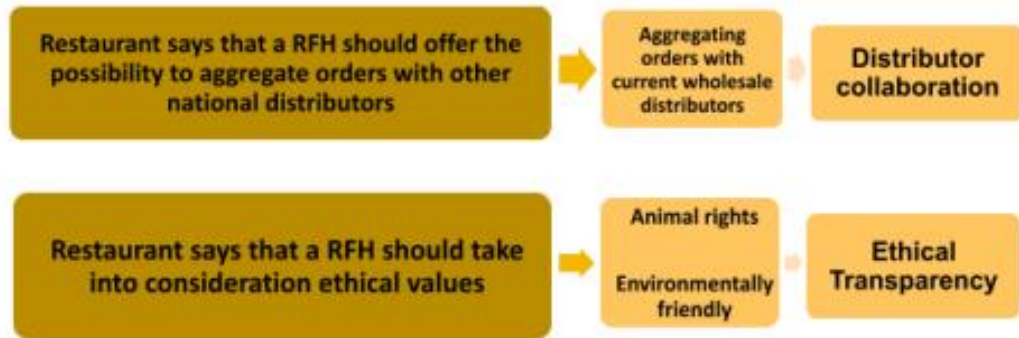 Restaurant says that a RFH should offer the
possibility to aggregate orders with other
national distributors
Aggregating
orders with
current wholesale
distributors
Distributor
collaboration
Restaurant says that a RFH should take
into consideration ethical values
Animal rights
Environmentally
friendly
Ethical
Transparency